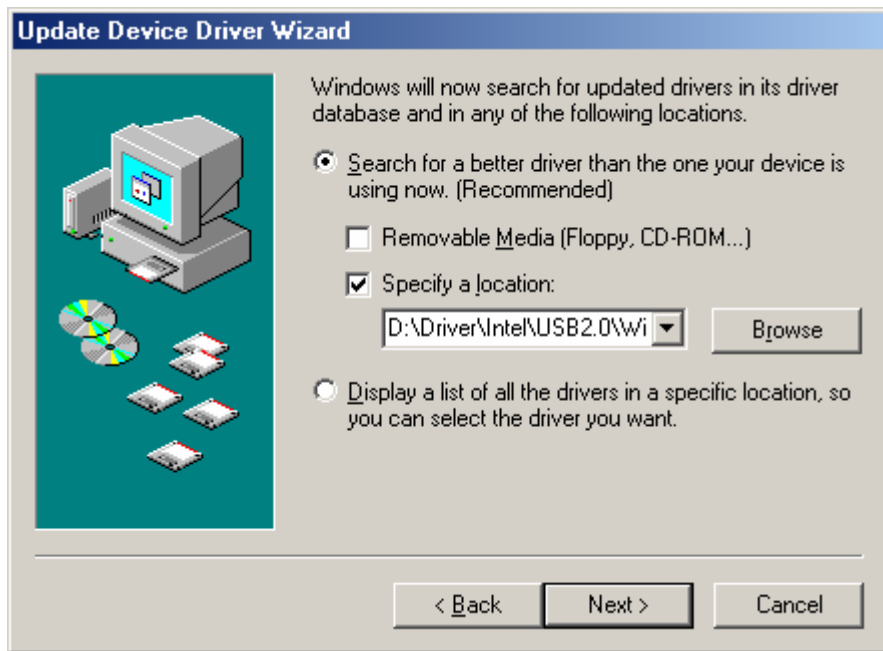 Update Device Driver Wizard
Windows will now search for updated drivers in its driver
database and in any of the following locations.
Search for a better driver than the one your device is
using now. (Recommended)
Removable Media (Floppy, CD-ROM...)
Specify a location:
D:\Driver\Intel\USB2.0\Wi
Browse
Display a list of all the drivers in a specific location, so
you can select the driver you want.
< Back
Next >
Cancel